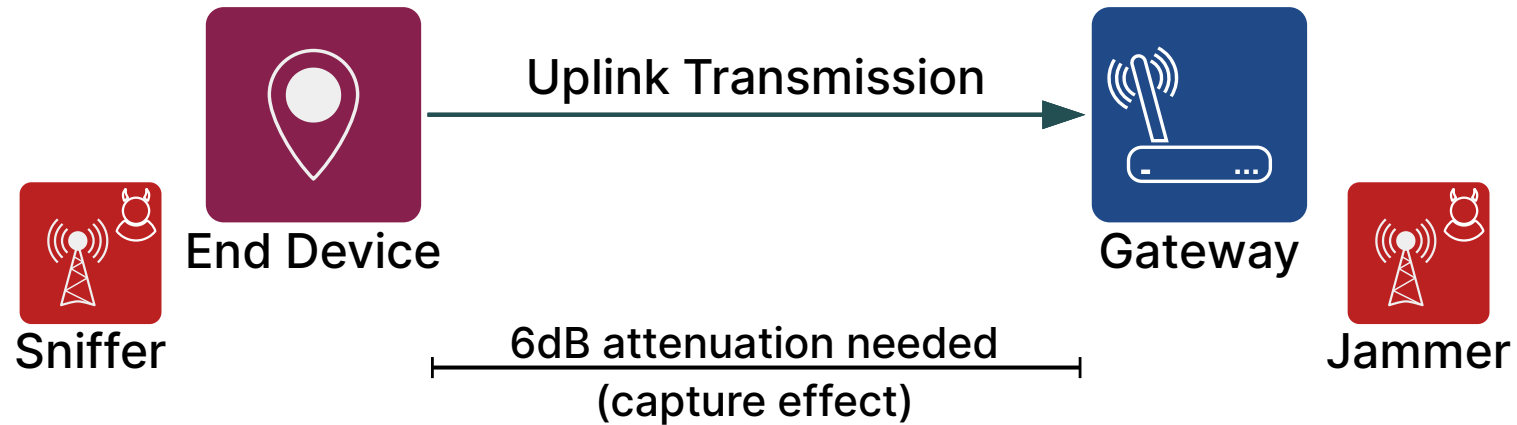 Uplink Transmission
End Device
Gateway
Sniffer
6dB attenuation needed
(capture effect)
Jammer